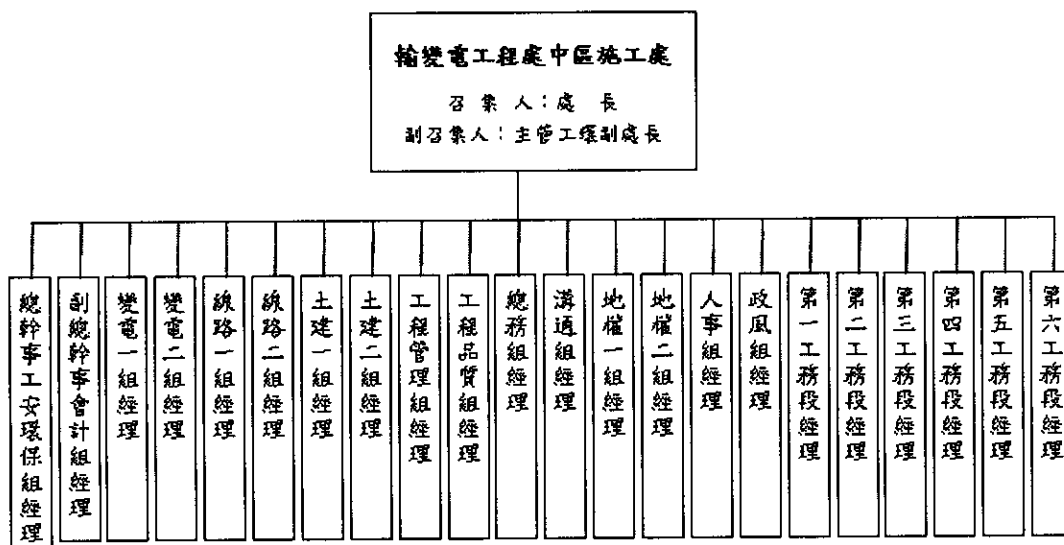 輸變電工程處中區施工處
召集人：處長
副召集人：主管工環副處長
總幹事工安環保組經理
副總幹事會計組經理
變電一組經理
變電二組經理
線路一組經理
線路二組經理
土建一組經理
土建二組經理
工程管理組經理
工程品質組經理
總務組經理
溝通組經理
地權一組經理
地權二組經理
人事組經理
政風組經理
第一工務段經理
第二工務段經理
第三工務段經理
第四工務段經理
第五工務段經理
第六工務段經理